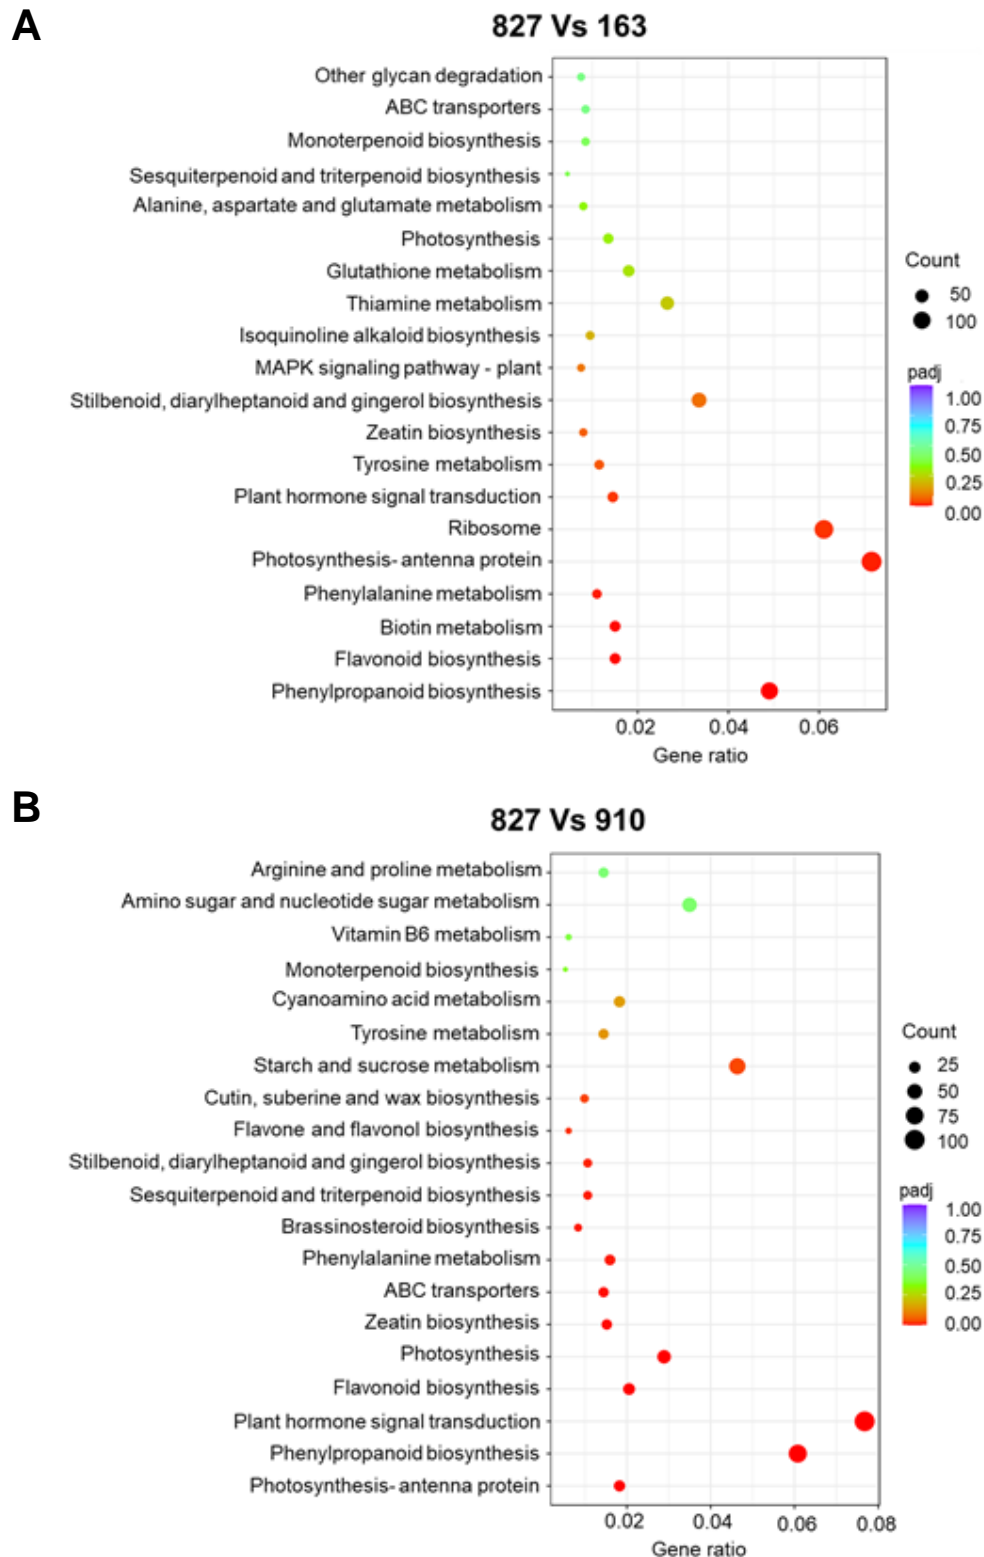 A
827 Vs 163
Other glycan degradation
ABC transporters
Monoterpenoid biosynthesis
Sesquiterpenoid and triterpenoid biosynthesis
Alanine, aspartate and glutamate metabolism
Photosynthesis
Glutathione metabolism
Thiamine metabolism
Isoquinoline alkaloid biosynthesis
MAPK signaling pathway - plant
Stilbenoid, diarylheptanoid and gingerol biosynthesis
Zeatin biosynthesis
Tyrosine metabolism
Plant hormone signal transduction
Ribosome
Photosynthesis- antenna protein
Phenylalanine metabolism
Biotin metabolism
Flavonoid biosynthesis
Phenylpropanoid biosynthesis
0.02 0.04 0.06
Gene ratio
Count
50
100
padj
1.00
0.75
0.50
0.25
0.00
B
827 Vs 910
Arginine and proline metabolism
Amino sugar and nucleotide sugar metabolism
Vitamin B6 metabolism
Monoterpenoid biosynthesis
Cyanoamino acid metabolism
Tyrosine metabolism
Starch and sucrose metabolism
Cutin, suberine and wax biosynthesis
Flavone and flavonol biosynthesis
Stilbenoid, diarylheptanoid and gingerol biosynthesis
Sesquiterpenoid and triterpenoid biosynthesis
Brassinosteroid biosynthesis
Phenylalanine metabolism
ABC transporters
Zeatin biosynthesis
Photosynthesis
Flavonoid biosynthesis
Plant hormone signal transduction
Phenylpropanoid biosynthesis
Photosynthesis- antenna protein
0.02 0.04 0.06 0.08
Gene ratio
Count
25
50
75
100
padj
1.00
0.75
0.50
0.25
0.00